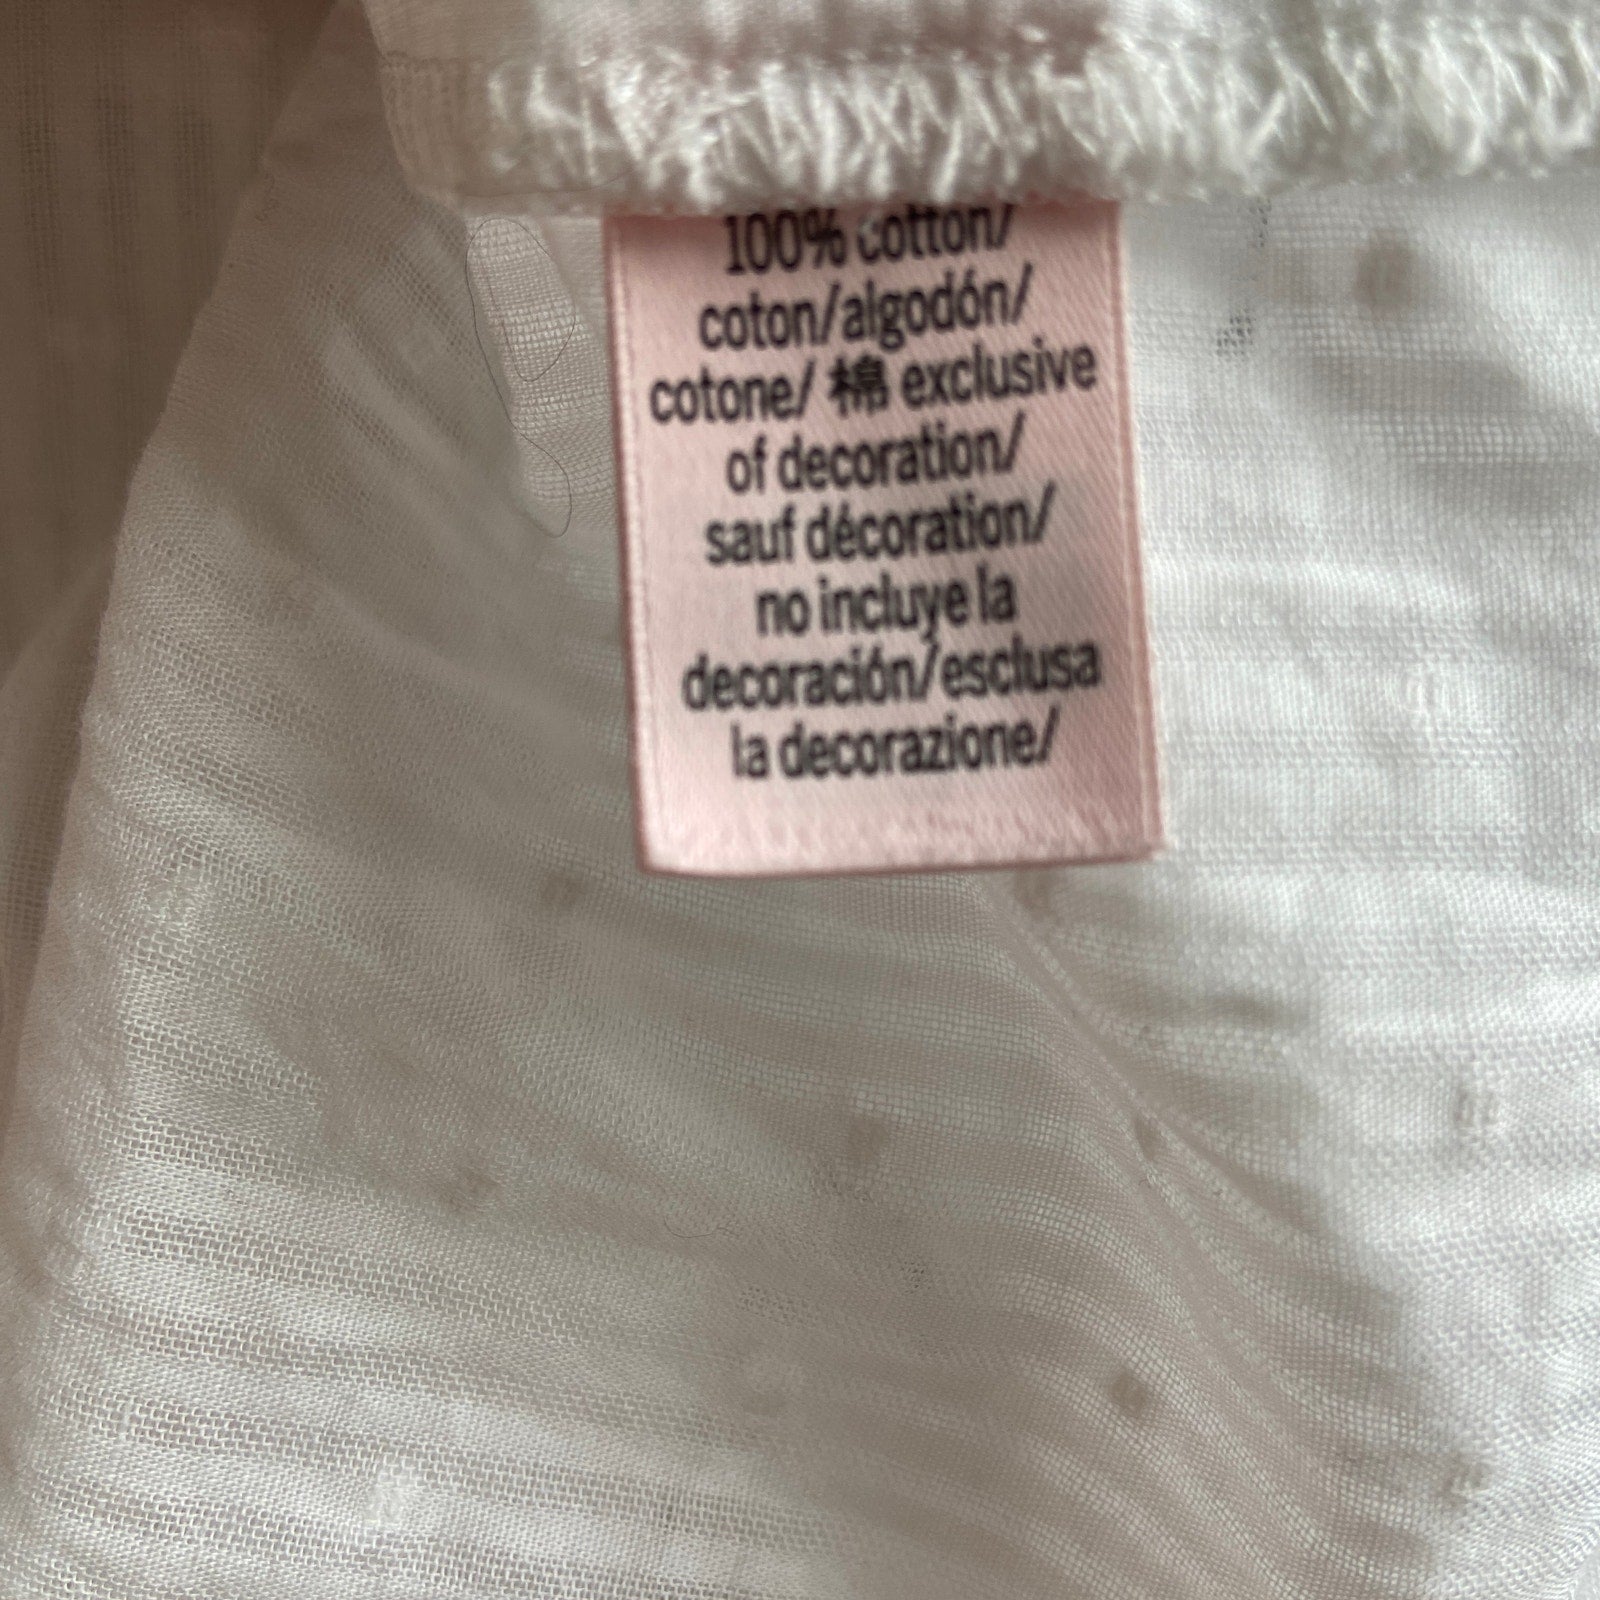 100% cotton/
coton/algodón/
cotone/ 棉 exclusive
of decoration/
sauf décoration/
no incluye la
decoración/esclusa
la decorazione/